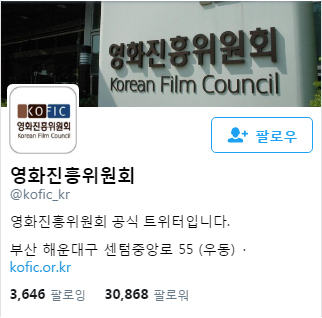 영화진흥위원회
Korean Film Council
KOFIC
영화진흥위원회
Korean Film Council
팔로우
영화진흥위원회
@kofic_kr
영화진흥위원회 공식 트위터입니다.
부산 해운대구 센텀중앙로 55 (우동) ·
kofic.or.kr
3,646 팔로잉 30,868 팔로워